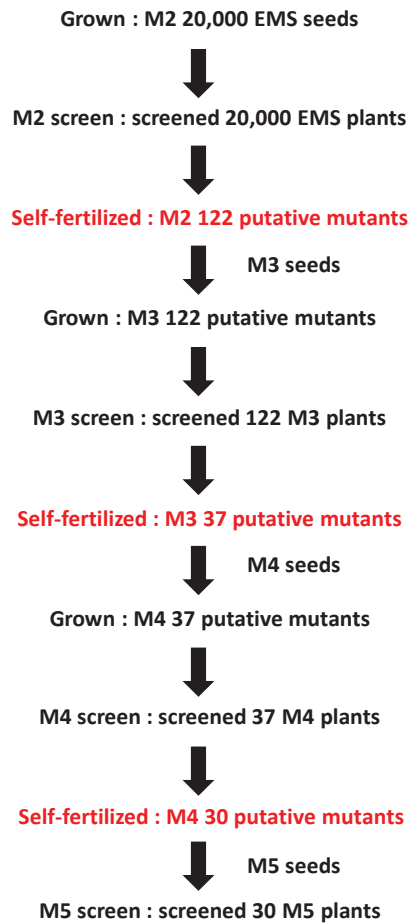 Grown : M2 20,000 EMS seeds
M2 screen : screened 20,000 EMS plants
Self-fertilized : M2 122 putative mutants
M3 seeds
Grown : M3 122 putative mutants
M3 screen : screened 122 M3 plants
Self-fertilized : M3 37 putative mutants
M4 seeds
Grown : M4 37 putative mutants
M4 screen : screened 37 M4 plants
Self-fertilized : M4 30 putative mutants
M5 seeds
M5 screen : screened 30 M5 plants